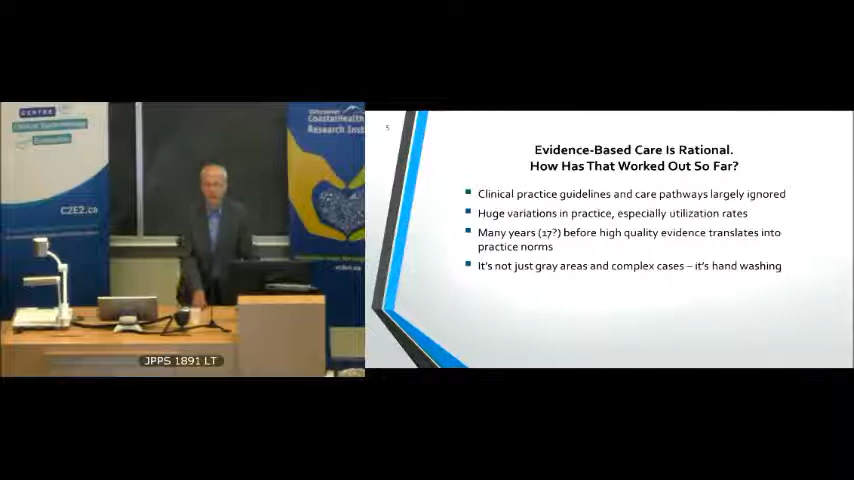 CENTRE
Evaluation
C2E2.ca
Vancouver
CoastalHealth
Research Inst
JPPS 1891 LT
5
Evidence-Based Care Is Rational.
How Has That Worked Out So Far?
Clinical practice guidelines and care pathways largely ignored
Huge variations in practice, especially utilization rates
Many years (17?) before high quality evidence translates into
practice norms
It's not just gray areas and complex cases – it's hand washing